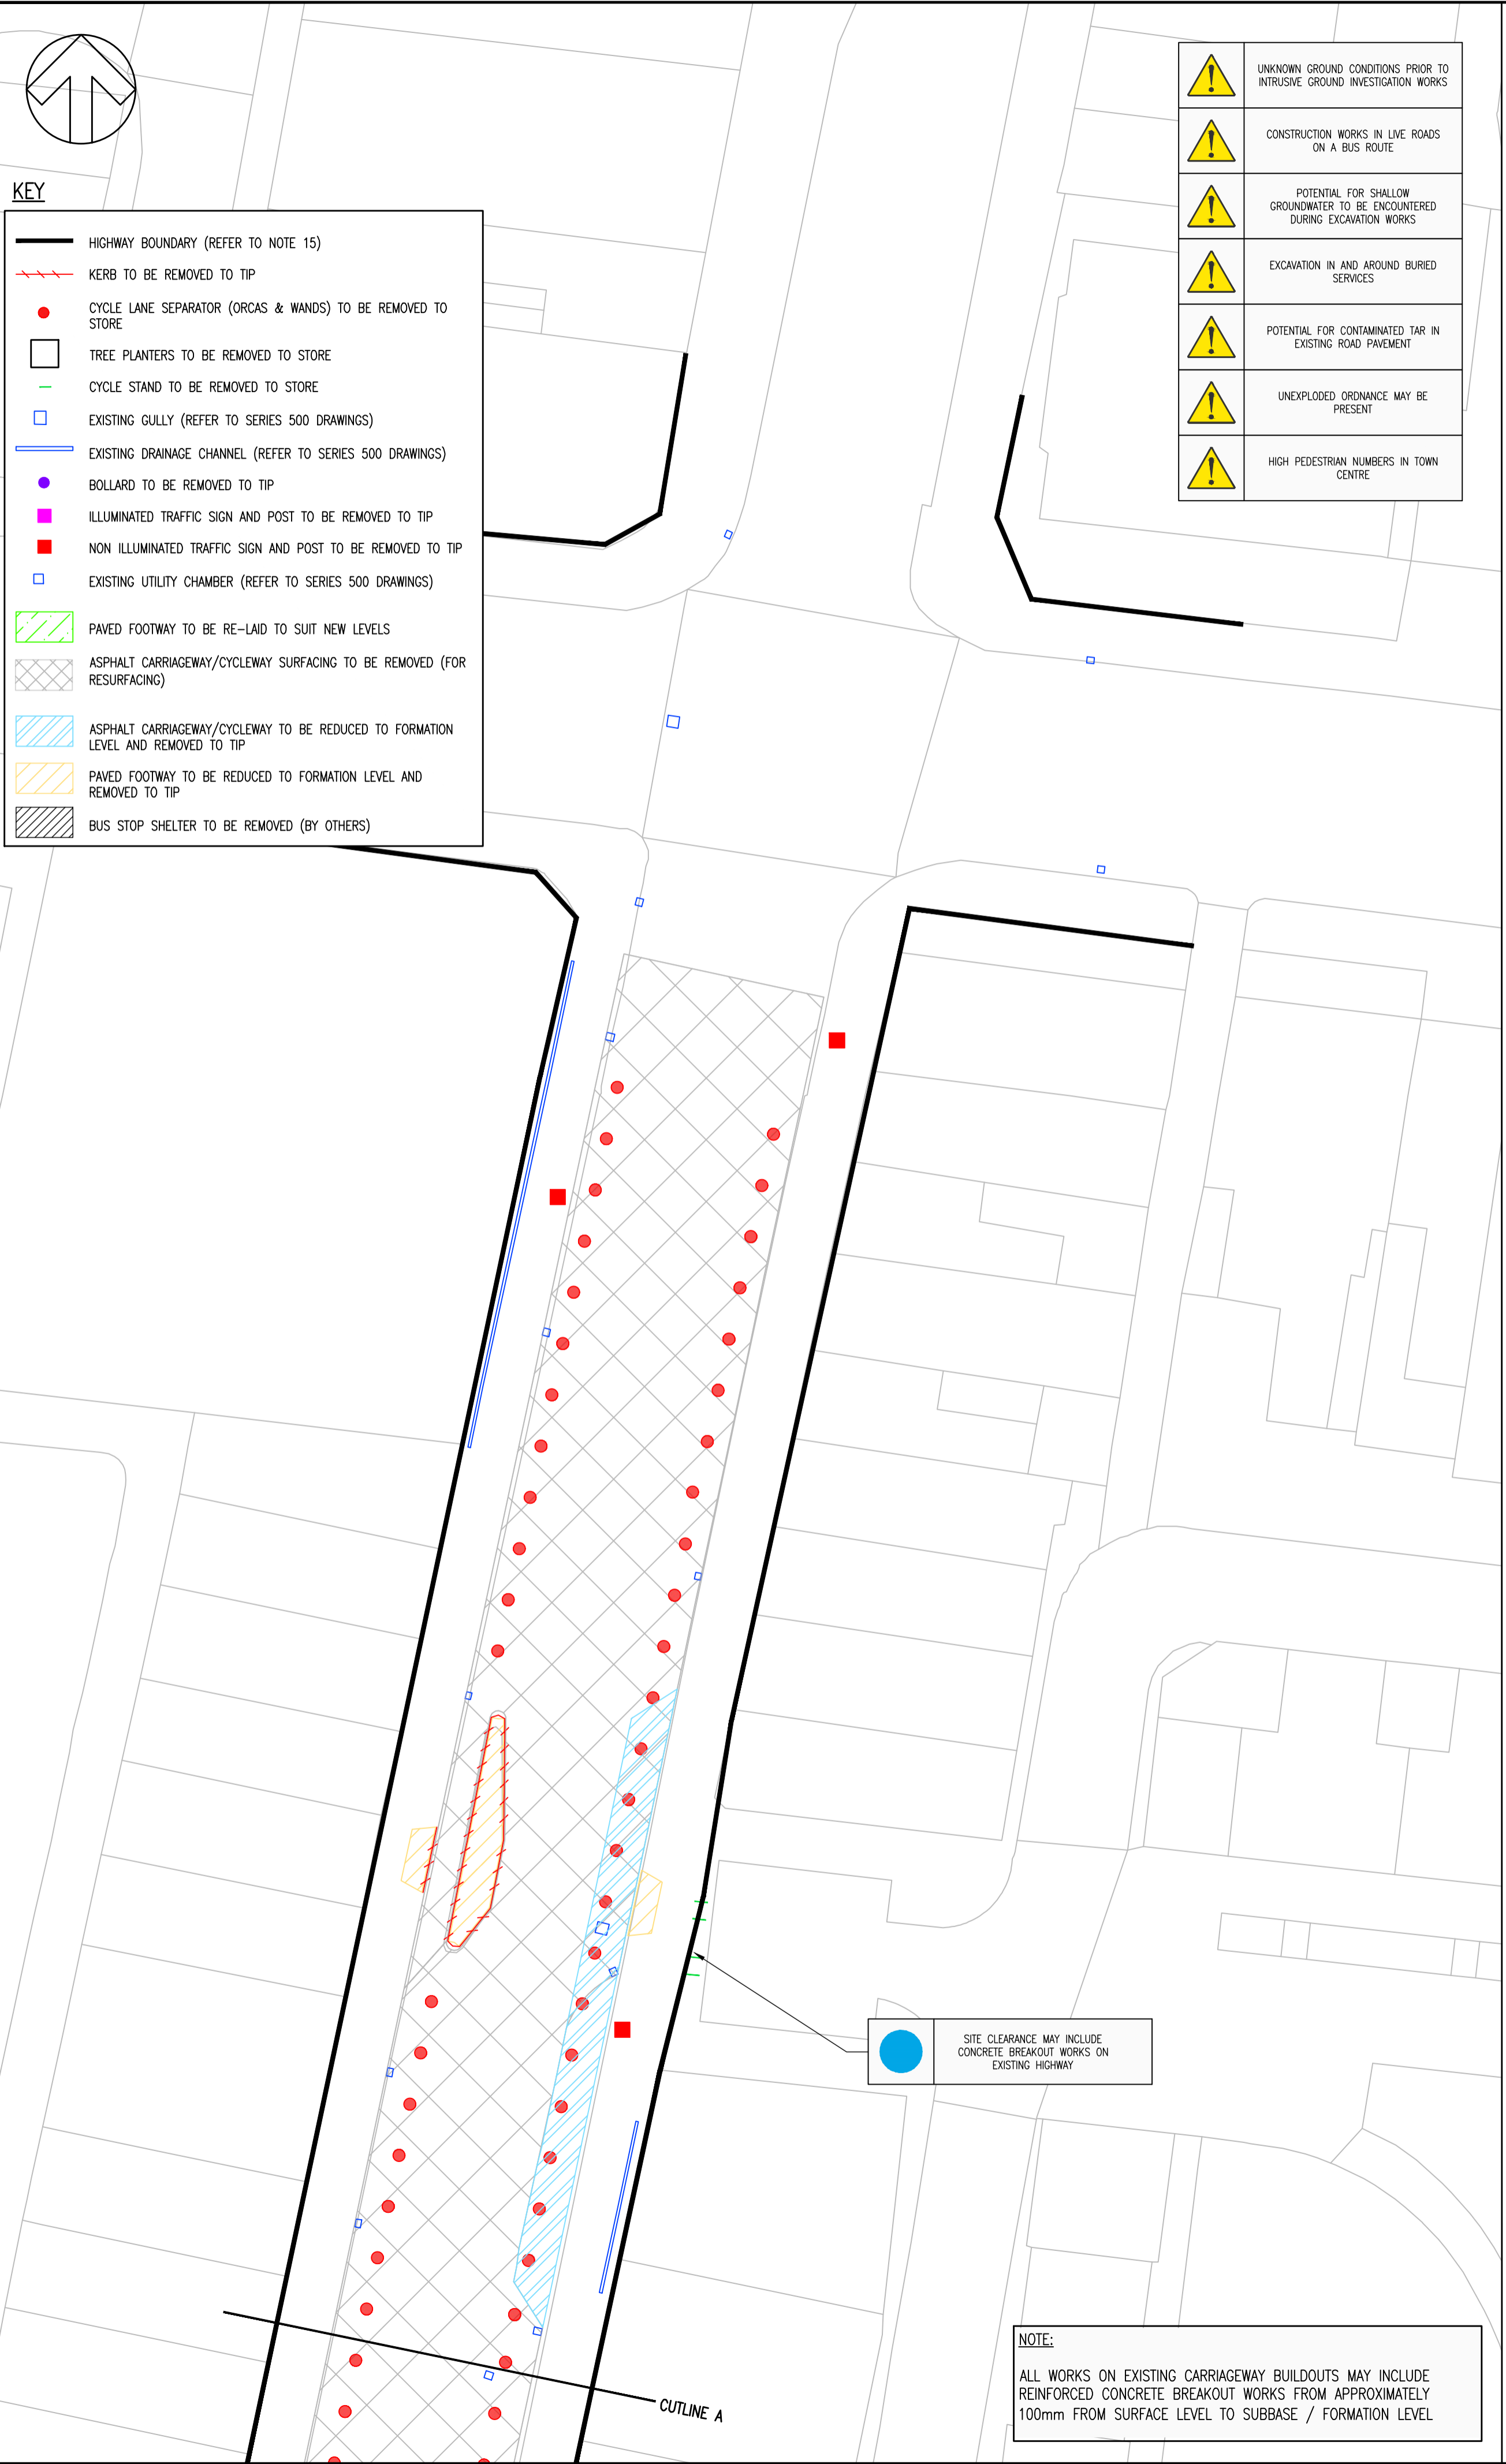 KEY
HIGHWAY BOUNDARY (REFER TO NOTE 15)
KERB TO BE REMOVED TO TIP
CYCLE LANE SEPARATOR (ORCAS & WANDS) TO BE REMOVED TO
STORE
TREE PLANTERS TO BE REMOVED TO STORE
CYCLE STAND TO BE REMOVED TO STORE
EXISTING GULLY (REFER TO SERIES 500 DRAWINGS)
EXISTING DRAINAGE CHANNEL (REFER TO SERIES 500 DRAWINGS)
BOLLARD TO BE REMOVED TO TIP
ILLUMINATED TRAFFIC SIGN AND POST TO BE REMOVED TO TIP
NON ILLUMINATED TRAFFIC SIGN AND POST TO BE REMOVED TO TIP
EXISTING UTILITY CHAMBER (REFER TO SERIES 500 DRAWINGS)
PAVED FOOTWAY TO BE RE-LAID TO SUIT NEW LEVELS
ASPHALT CARRIAGEWAY/CYCLEWAY SURFACING TO BE REMOVED (FOR
RESURFACING)
ASPHALT CARRIAGEWAY/CYCLEWAY TO BE REDUCED TO FORMATION
LEVEL AND REMOVED TO TIP
PAVED FOOTWAY TO BE REDUCED TO FORMATION LEVEL AND
REMOVED TO TIP
BUS STOP SHELTER TO BE REMOVED (BY OTHERS)
UNKNOWN GROUND CONDITIONS PRIOR TO
INTRUSIVE GROUND INVESTIGATION WORKS
CONSTRUCTION WORKS IN LIVE ROADS
ON A BUS ROUTE
POTENTIAL FOR SHALLOW
GROUNDWATER TO BE ENCOUNTERED
DURING EXCAVATION WORKS
EXCAVATION IN AND AROUND BURIED
SERVICES
POTENTIAL FOR CONTAMINATED TAR IN
EXISTING ROAD PAVEMENT
UNEXPLODED ORDNANCE MAY BE
PRESENT
HIGH PEDESTRIAN NUMBERS IN TOWN
CENTRE
SITE CLEARANCE MAY INCLUDE
CONCRETE BREAKOUT WORKS ON
EXISTING HIGHWAY
CUTLINE A
NOTE:
ALL WORKS ON EXISTING CARRIAGEWAY BUILDOUTS MAY INCLUDE
REINFORCED CONCRETE BREAKOUT WORKS FROM APPROXIMATELY
100mm FROM SURFACE LEVEL TO SUBBASE / FORMATION LEVEL